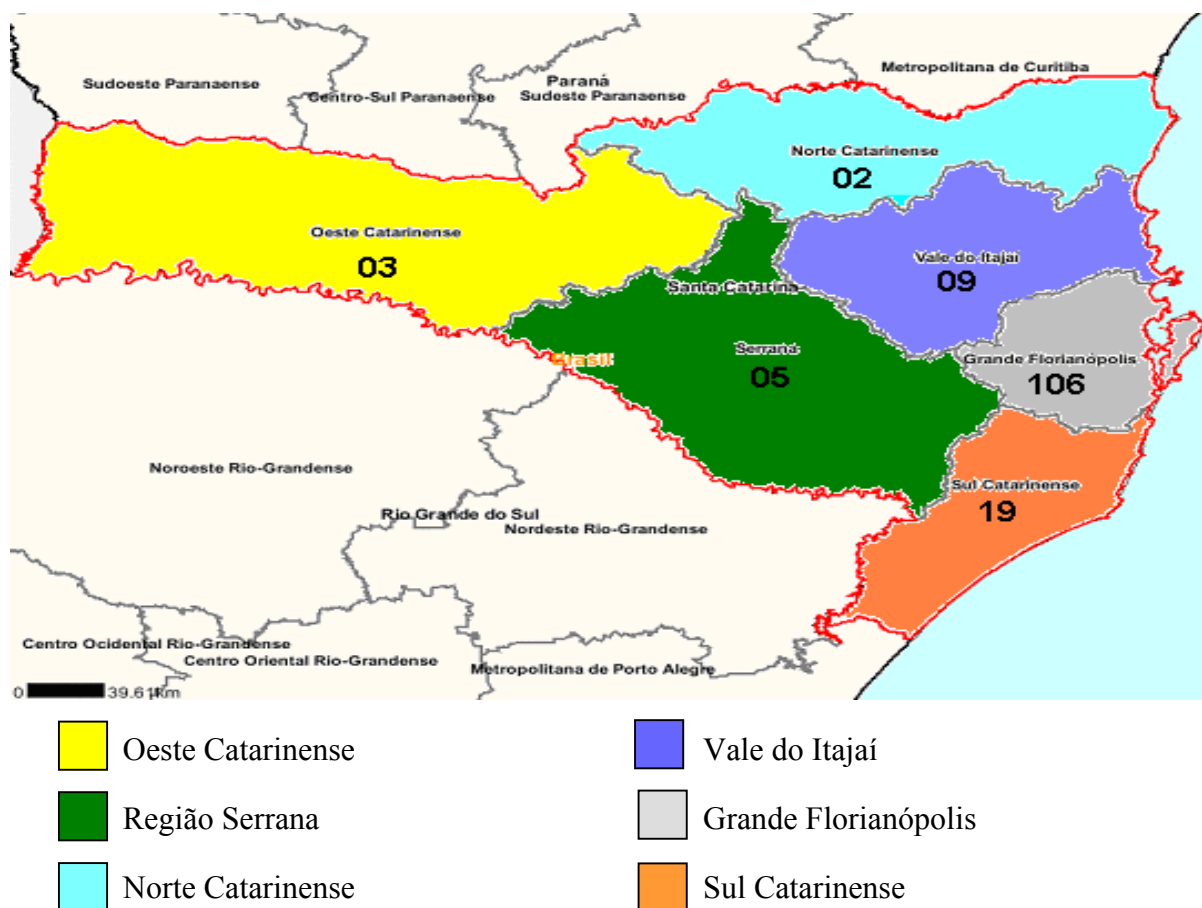 Metropolitana de Curitiba
Sudoeste Paranaense
Paraná
Centro-Sul Paranaense
Sudeste Paranaense
Norte Catarinense
02
Oeste Catarinense
03
Vale do Itajaí
09
Santa Catarina
Serrana
05
Brasil
Grande Florianópolis
106
Noroeste Rio-Grandense
Sul Catarinense
19
Rio Grande do Sul
Nordeste Rio-Grandense
Centro Ocidental Rio-Grandense
Centro Oriental Rio-Grandense
Metropolitana de Porto Alegre
0 39.61Km
Oeste Catarinense
Vale do Itajaí
Região Serrana
Grande Florianópolis
Norte Catarinense
Sul Catarinense